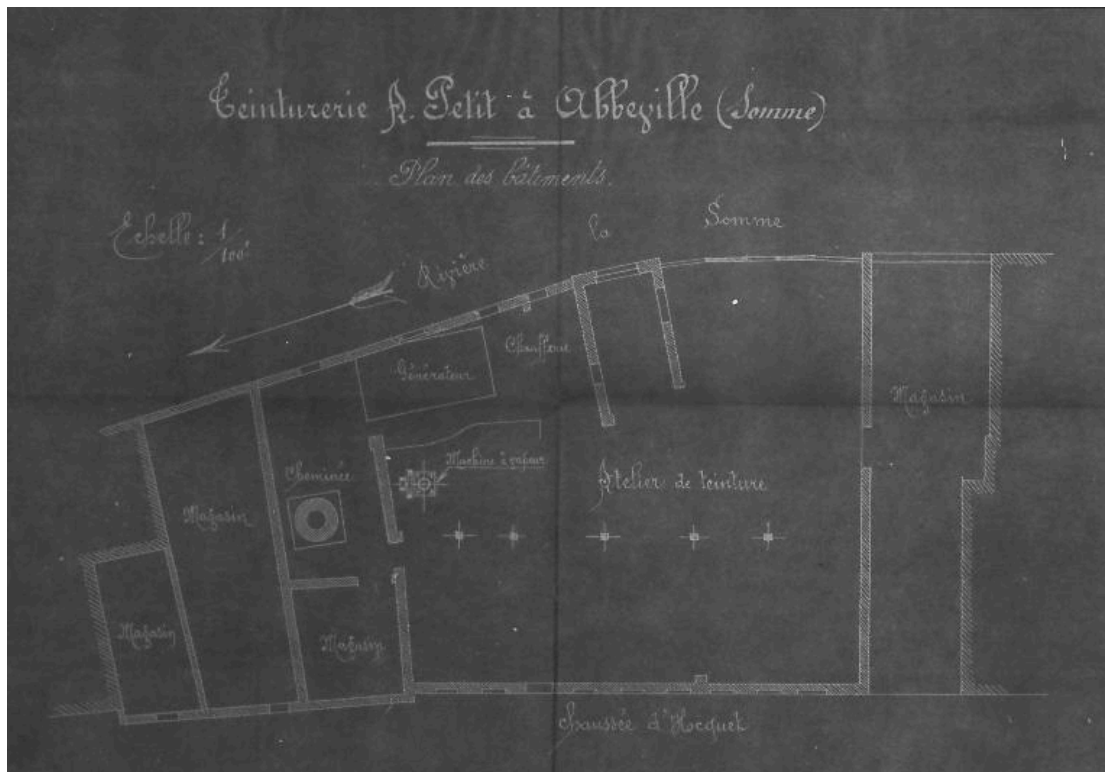 Teinturerie A. Petit à Abbeville (Somme)
Plan des bâtiments.
Echelle: 1/100e
Rivière la Somme
Générateur
Chaufferie
Magasin
Cheminée
Machine à vapeur
Atelier de teinture
Magasin
Magasin
Magasin
chaussée d'Hocquet